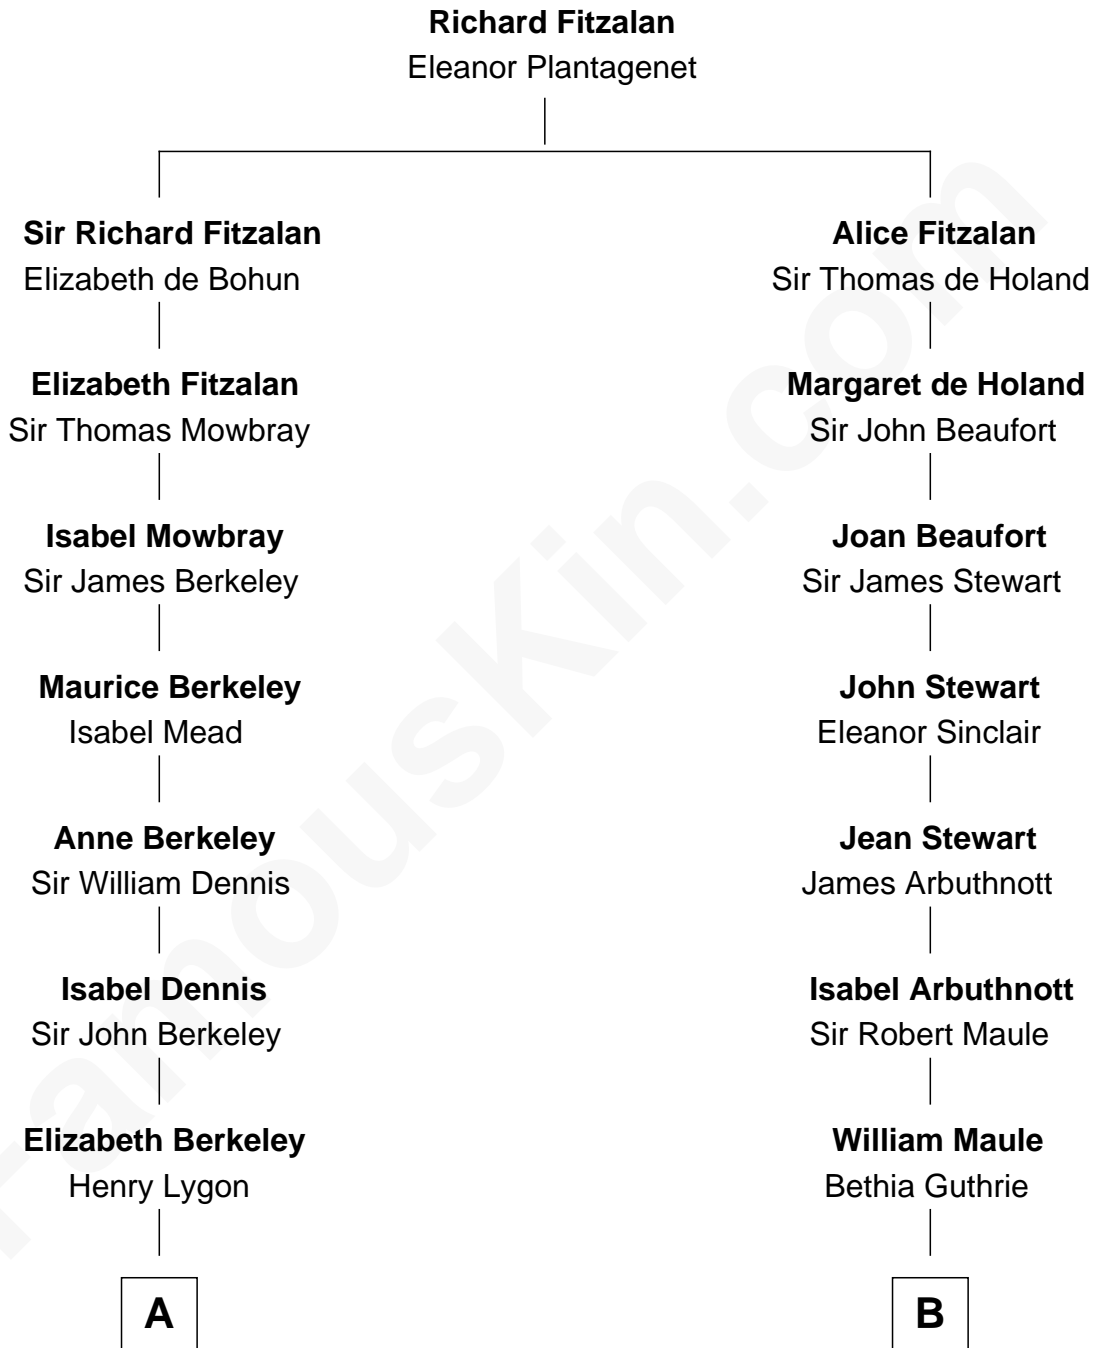 Richard Fitzalan
Eleanor Plantagenet
Sir Richard Fitzalan
Elizabeth de Bohun
Elizabeth Fitzalan
Sir Thomas Mowbray
Isabel Mowbray
Sir James Berkeley
Maurice Berkeley
Isabel Mead
Anne Berkeley
Sir William Dennis
Isabel Dennis
Sir John Berkeley
Elizabeth Berkeley
Henry Lygon
A
Alice Fitzalan
Sir Thomas de Holand
Margaret de Holand
Sir John Beaufort
Joan Beaufort
Sir James Stewart
John Stewart
Eleanor Sinclair
Jean Stewart
James Arbuthnott
Isabel Arbuthnott
Sir Robert Maule
William Maule
Bethia Guthrie
B
FamousKin.com